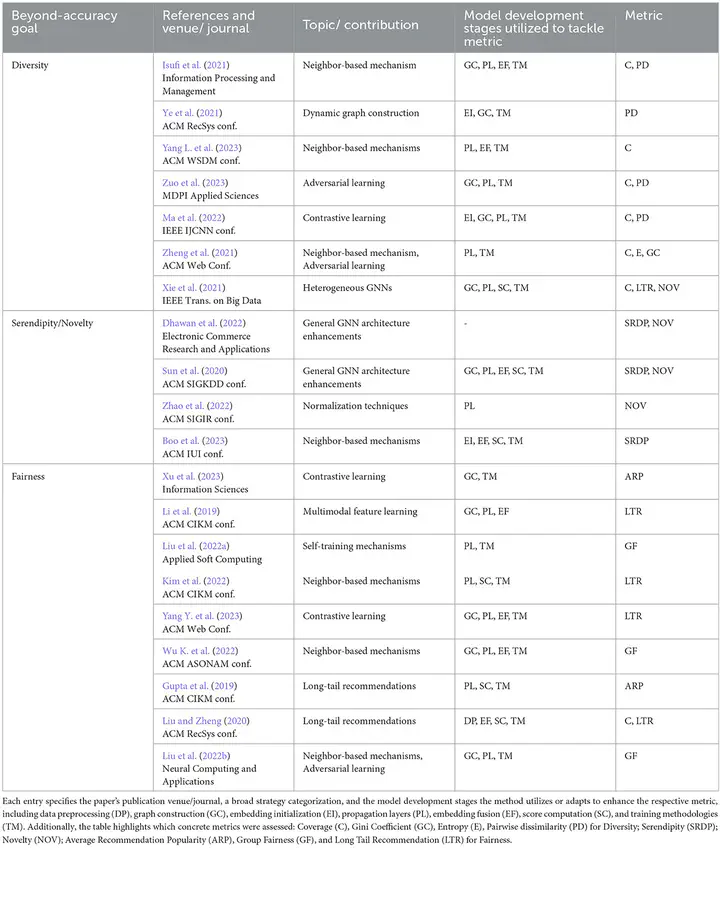 Beyond-accuracy goal
References and venue/ journal
Topic/ contribution
Model development stages utilized to tackle metric
Metric
Diversity
Isufi et al. (2021)
Information Processing and
Management
Neighbor-based mechanism
GC, PL, EF, TM
C, PD
Ye et al. (2021)
ACM RecSys conf.
Dynamic graph construction
EI, GC, TM
PD
Yang L. et al. (2023)
ACM WSDM conf.
Neighbor-based mechanisms
PL, EF, TM
C
Zuo et al. (2023)
MDPI Applied Sciences
Adversarial learning
GC, PL, TM
C, PD
Ma et al. (2022)
IEEE IJCNN conf.
Contrastive learning
EI, GC, PL, TM
C, PD
Zheng et al. (2021)
ACM Web Conf.
Neighbor-based mechanism,
Adversarial learning
PL, TM
C, E, GC
Xie et al. (2021)
IEEE Trans. on Big Data
Heterogeneous GNNs
GC, PL, SC, TM
C, LTR, NOV
Serendipity/Novelty
Dhawan et al. (2022)
Electronic Commerce
Research and Applications
General GNN architecture
enhancements
-
SRDP, NOV
Sun et al. (2020)
ACM SIGKDD conf.
General GNN architecture
enhancements
GC, PL, EF, SC, TM
SRDP, NOV
Zhao et al. (2022)
ACM SIGIR conf.
Normalization techniques
PL
NOV
Boo et al. (2023)
ACM IUI conf.
Neighbor-based mechanisms
EI, EF, SC, TM
SRDP
Fairness
Xu et al. (2023)
Information Sciences
Contrastive learning
GC, TM
ARP
Li et al. (2019)
ACM CIKM conf.
Multimodal feature learning
GC, PL, EF
LTR
Liu et al. (2022a)
Applied Soft Computing
Self-training mechanisms
PL, TM
GF
Kim et al. (2022)
ACM CIKM conf.
Neighbor-based mechanisms
PL, SC, TM
LTR
Yang Y. et al. (2023)
ACM Web Conf.
Contrastive learning
GC, PL, EF, TM
LTR
Wu K. et al. (2022)
ACM ASONAM conf.
Neighbor-based mechanisms
GC, PL, EF, TM
GF
Gupta et al. (2019)
ACM CIKM conf.
Long-tail recommendations
PL, SC, TM
ARP
Liu and Zheng (2020)
ACM RecSys conf.
Long-tail recommendations
DP, EF, SC, TM
C, LTR
Liu et al. (2022b)
Neural Computing and
Applications
Neighbor-based mechanisms,
Adversarial learning
GC, PL, TM
GF
Each entry specifies the paper's publication venue/journal, a broad strategy categorization, and the model development stages the method utilizes or adapts to enhance the respective metric,
including data preprocessing (DP), graph construction (GC), embedding initialization (EI), propagation layers (PL), embedding fusion (EF), score computation (SC), and training methodologies
(TM). Additionally, the table highlights which concrete metrics were assessed: Coverage (C), Gini Coefficient (GC), Entropy (E), Pairwise dissimilarity (PD) for Diversity; Serendipity (SRDP);
Novelty (NOV); Average Recommendation Popularity (ARP), Group Fairness (GF), and Long Tail Recommendation (LTR) for Fairness.